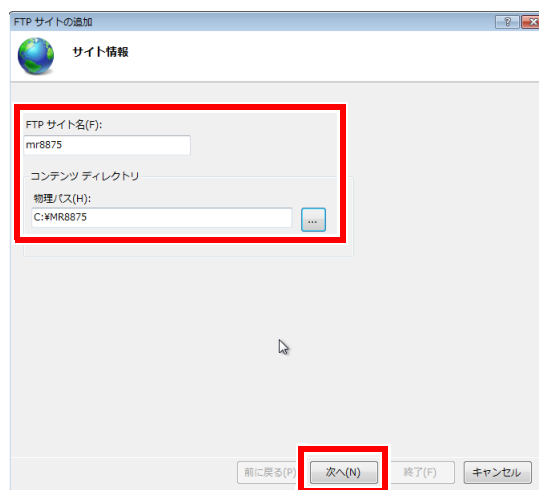 FTP サイトの追加
サイト情報
FTP サイト名(F):
mr8875
コンテンツ ディレクトリ
物理パス(H):
C:¥MR8875
...
前に戻る(P) 次へ(N) 終了(F) キャンセル